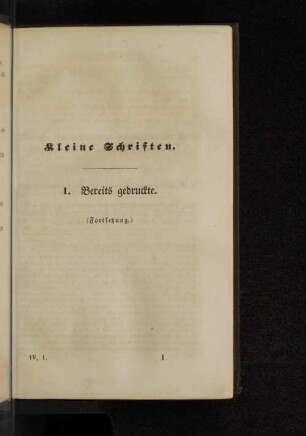 Kleine Schriften.
I. Bereits gedruckte.
(Fortsetzung.)
IV, 1. 1